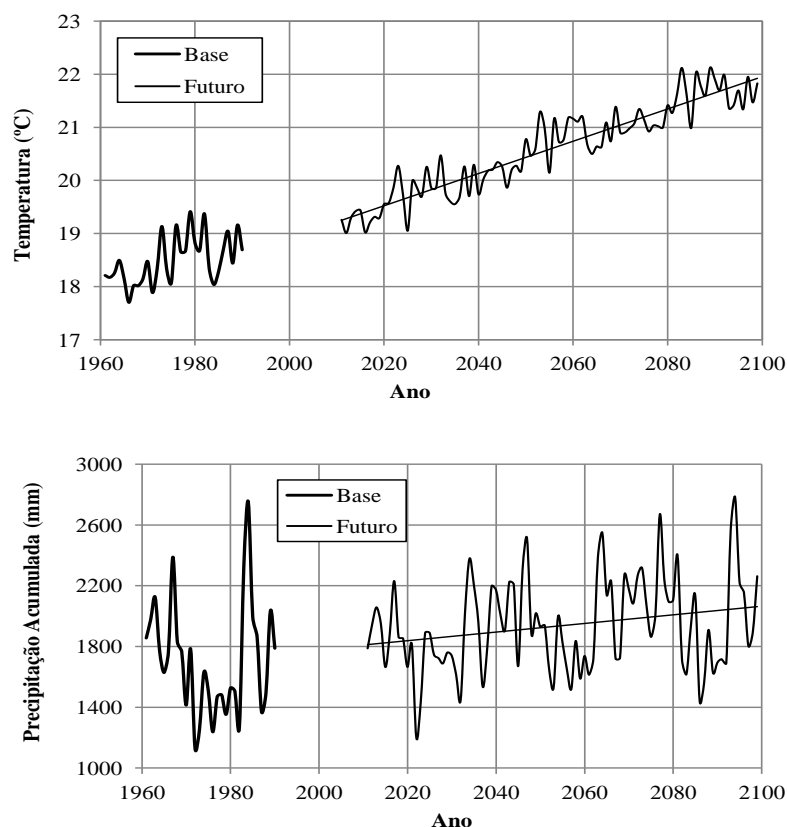 23
22
21
20
19
18
17
Temperatura (ºC)
Base
Futuro
1960 1980 2000 2020 2040 2060 2080 2100
Ano
3000
2600
2200
1800
1400
1000
Precipitação Acumulada (mm)
Base
Futuro
1960 1980 2000 2020 2040 2060 2080 2100
Ano